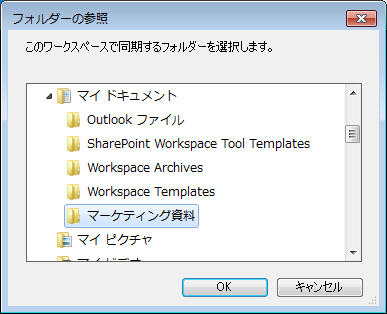 フォルダーの参照
このワークスペースで同期するフォルダーを選択します。
マイ ドキュメント
Outlook ファイル
SharePoint Workspace Tool Templates
Workspace Archives
Workspace Templates
マーケティング資料
マイ ピクチャ
OK
キャンセル